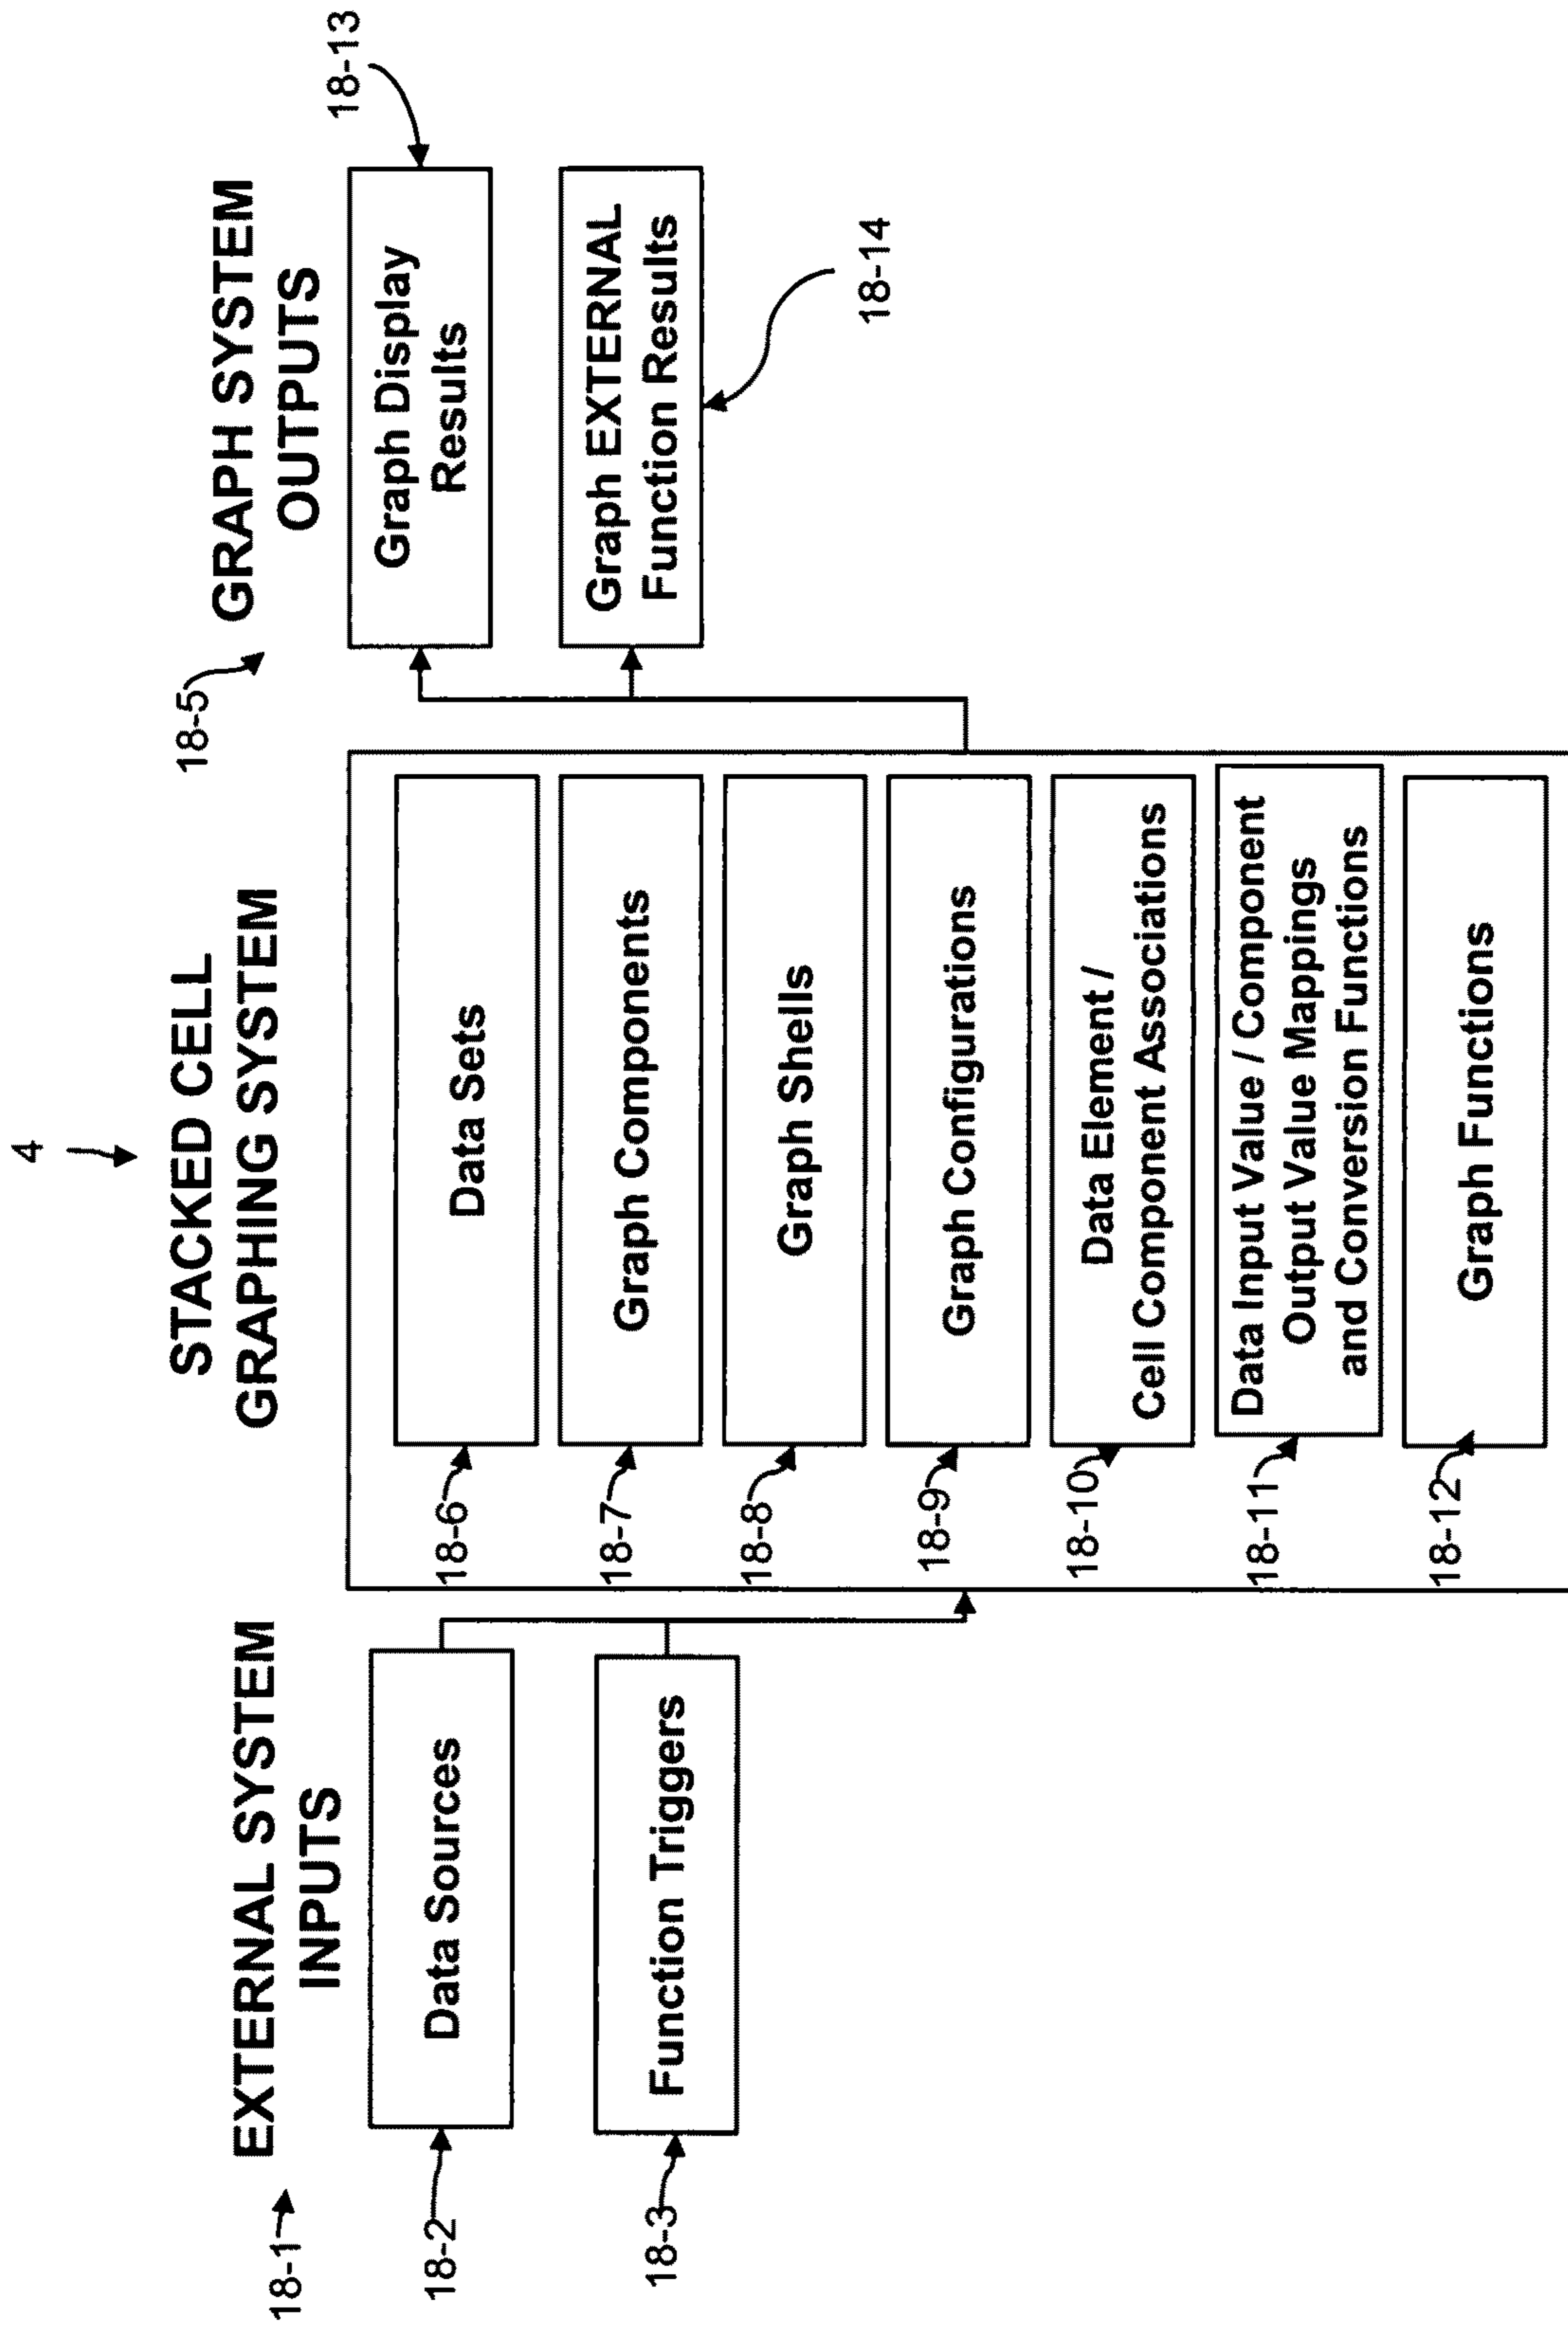 4
18-1
EXTERNAL SYSTEM
INPUTS
18-2
Data Sources
18-3
Function Triggers
STACKED CELL
GRAPHING SYSTEM
18-6
Data Sets
18-7
Graph Components
18-8
Graph Shells
18-9
Graph Configurations
18-10
Data Element /
Cell Component Associations
18-11
Data Input Value / Component
Output Value Mappings
and Conversion Functions
18-12
Graph Functions
18-5
GRAPH SYSTEM
OUTPUTS
18-13
Graph Display
Results
Graph EXTERNAL
Function Results
18-14